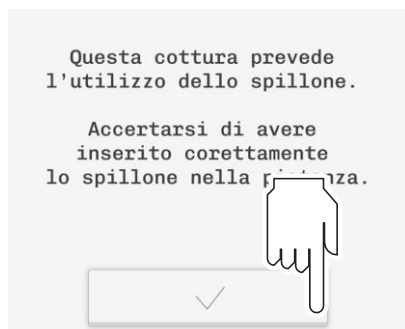 Questa cottura prevede
l'utilizzo dello spillone.
Accertarsi di avere
inserito corettamente
lo spillone nella